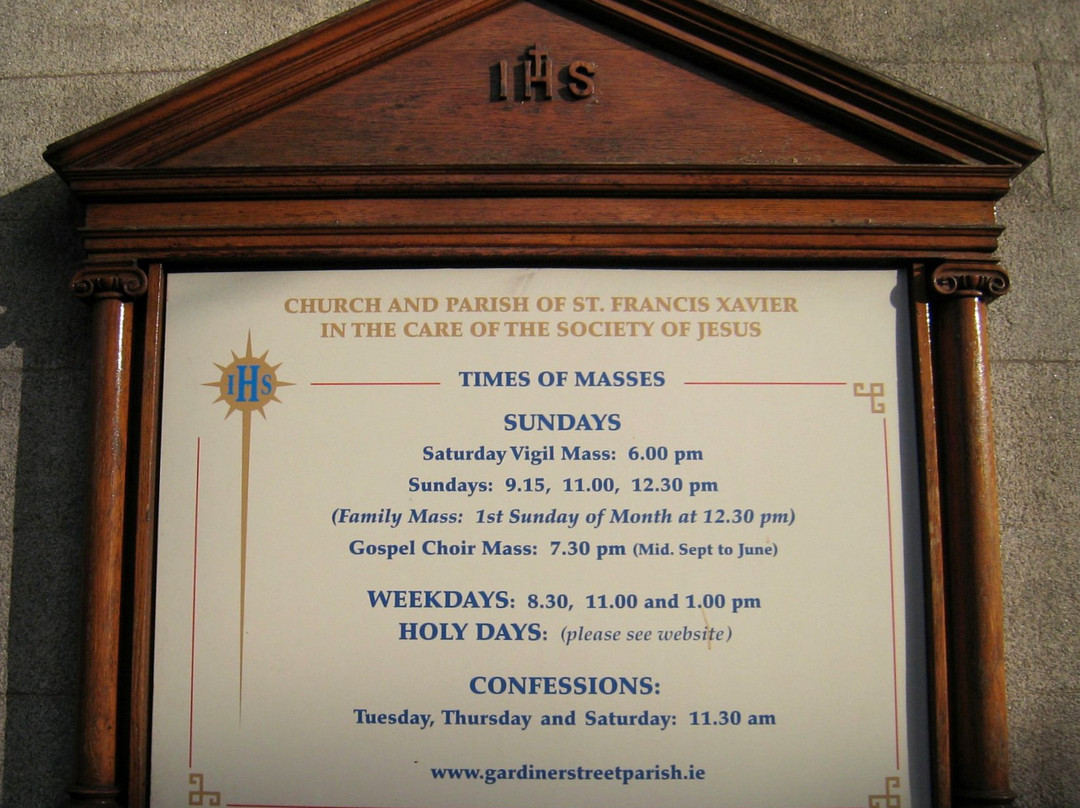 IHS
CHURCH AND PARISH OF ST. FRANCIS XAVIER
IN THE CARE OF THE SOCIETY OF JESUS
IHS
TIMES OF MASSES
SUNDAYS
Saturday Vigil Mass: 6.00 pm
Sundays: 9.15, 11.00, 12.30 pm
(Family Mass: 1st Sunday of Month at 12.30 pm)
Gospel Choir Mass: 7.30 pm (Mid. Sept to June)
WEEKDAYS: 8.30, 11.00 and 1.00 pm
HOLY DAYS: (please see website)
CONFESSIONS:
Tuesday, Thursday and Saturday: 11.30 am
www.gardinerstreetparish.ie